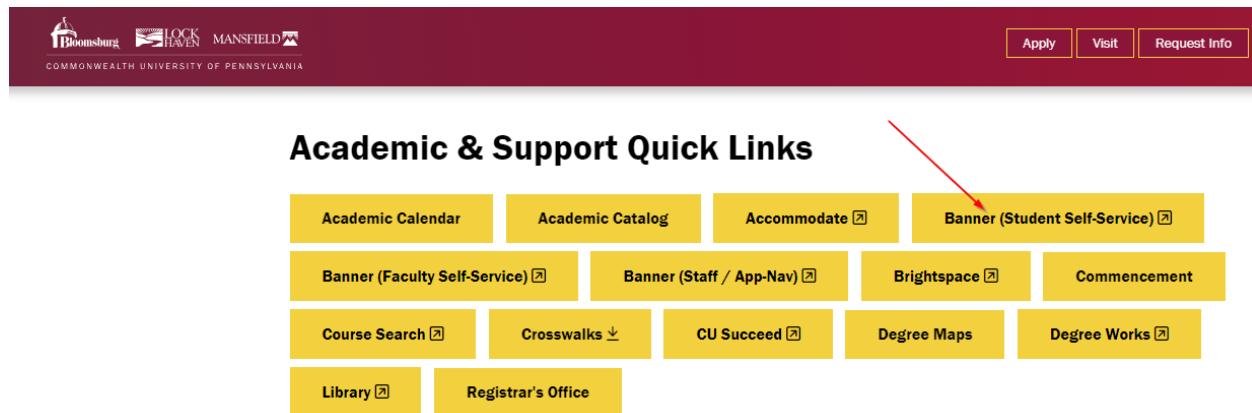 Bloomsburg LOCK HAVEN MANSFIELD
COMMONWEALTH UNIVERSITY OF PENNSYLVANIA
Apply Visit Request Info
Academic & Support Quick Links
Academic Calendar Academic Catalog Accommodate Banner (Student Self-Service)
Banner (Faculty Self-Service) Banner (Staff / App-Nav) Brightspace Commencement
Course Search Crosswalks CU Succeed Degree Maps Degree Works
Library Registrar's Office